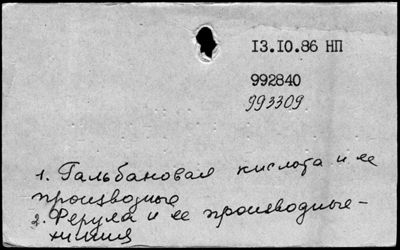 13.10.86 НП
992840
993309
1. Гальбановая кислота и ее
производные
2. Ферула и ее производные-
химия